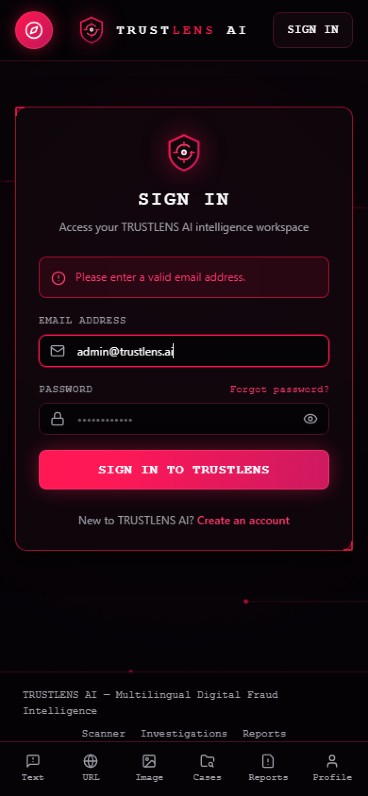 TRUSTLENS AI
SIGN IN
SIGN IN
Access your TRUSTLENS AI intelligence workspace
Please enter a valid email address.
EMAIL ADDRESS
admin@trustlens.ai
PASSWORD
Forgot password?
••••••••••••
SIGN IN TO TRUSTLENS
New to TRUSTLENS AI? Create an account
TRUSTLENS AI — Multilingual Digital Fraud
Intelligence
Scanner Investigations Reports
Text URL Image Cases Reports Profile